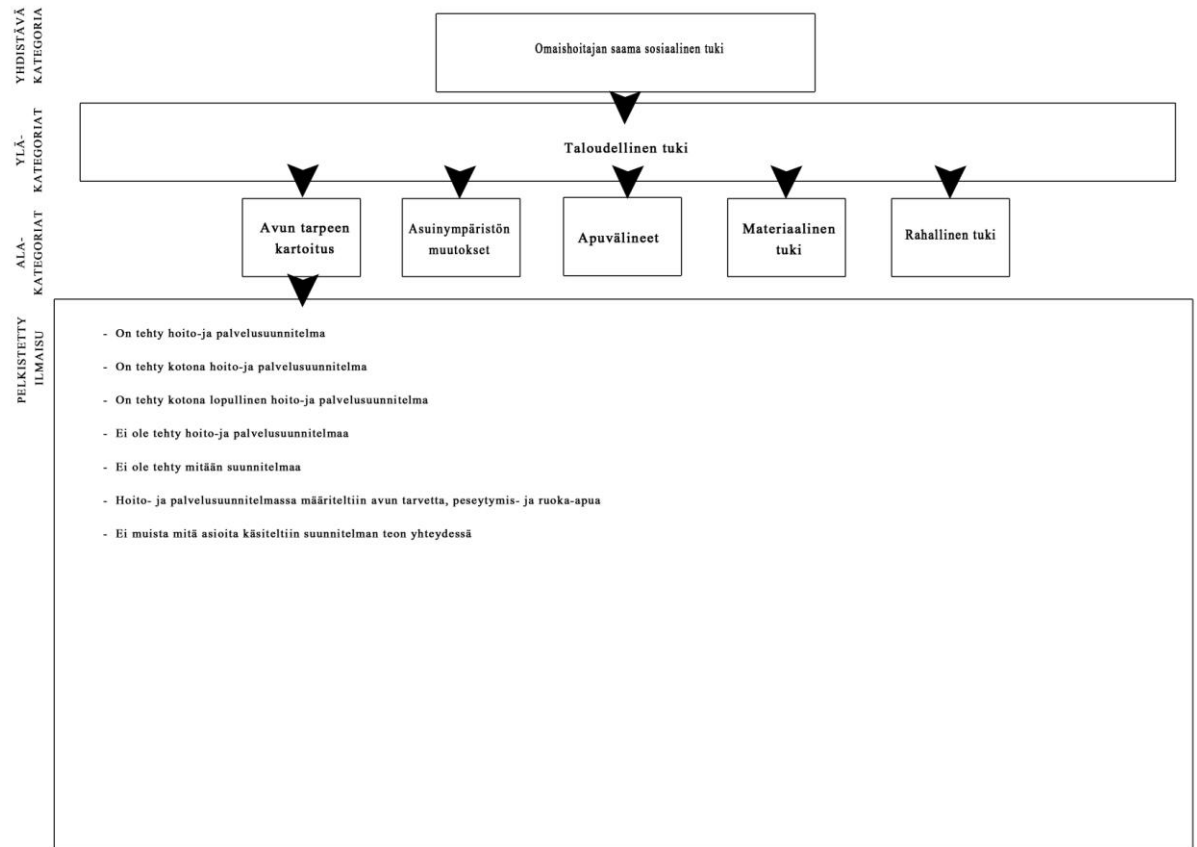 YHDISTÄVÄ
KATEGORIA
Omaishoitajan saama sosiaalinen tuki
YLÄ-
KATEGORIAT
Taloudellinen tuki
ALA-
KATEGORIAT
Avun tarpeen
kartoitus
Asuinympäristön
muutokset
Apuvälineet
Materiaalinen
tuki
Rahallinen tuki
PELKISTETTY
ILMAISU
- On tehty hoito-ja palvelusuunnitelma
- On tehty kotona hoito-ja palvelusuunnitelma
- On tehty kotona lopullinen hoito-ja palvelusuunnitelma
- Ei ole tehty hoito-ja palvelusuunnitelmaa
- Ei ole tehty mitään suunnitelmaa
- Hoito- ja palvelusuunnitelmassa määriteltiin avun tarvetta, peseytymis- ja ruoka-apua
- Ei muista mitä asioita käsiteltiin suunnitelman teon yhteydessä